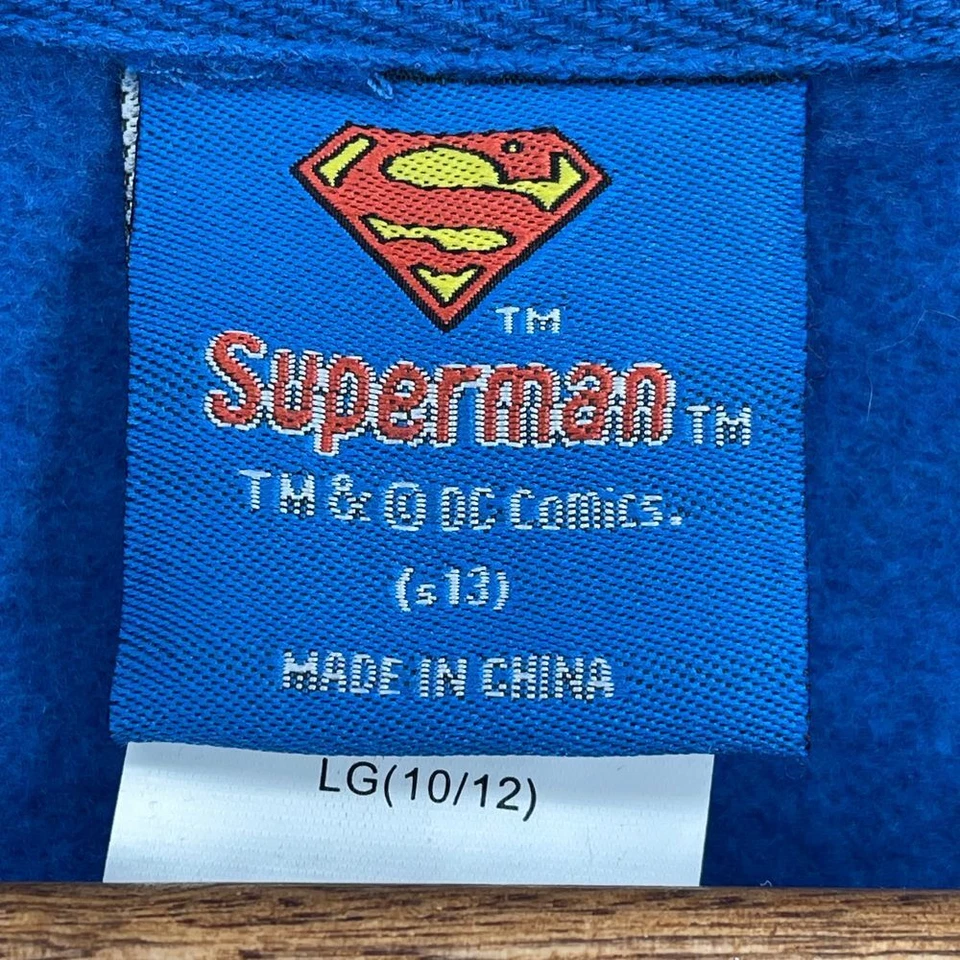 TM
Superman TM
TM & © DC Comics.
(s13)
MADE IN CHINA
LG(10/12)